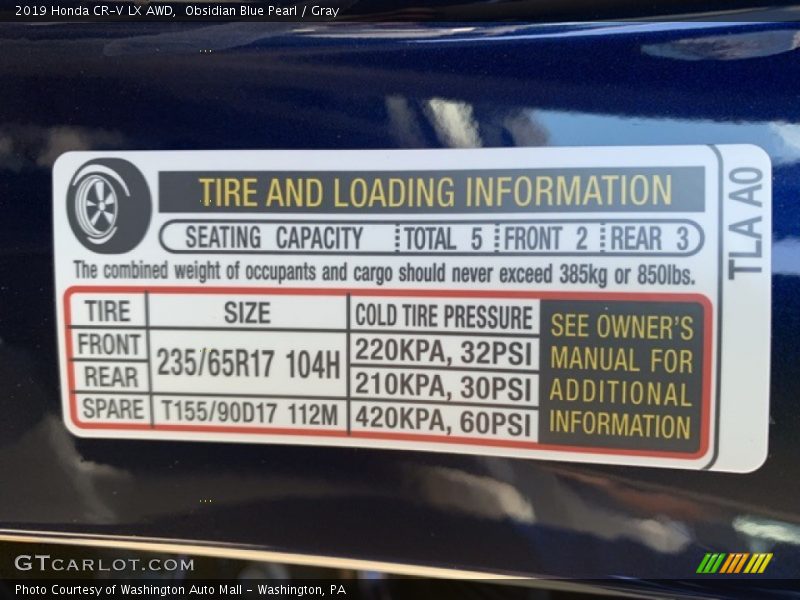 2019 Honda CR-V LX AWD, Obsidian Blue Pearl / Gray
TIRE AND LOADING INFORMATION
SEATING CAPACITY TOTAL 5 FRONT 2 REAR 3
The combined weight of occupants and cargo should never exceed 385kg or 850lbs.
TIRE SIZE COLD TIRE PRESSURE
FRONT 235/65R17 104H 220KPA, 32PSI
REAR 210KPA, 30PSI
SPARE T155/90D17 112M 420KPA, 60PSI
SEE OWNER'S
MANUAL FOR
ADDITIONAL
INFORMATION
TLA A0
GTCARLOT.COM
Photo Courtesy of Washington Auto Mall - Washington, PA